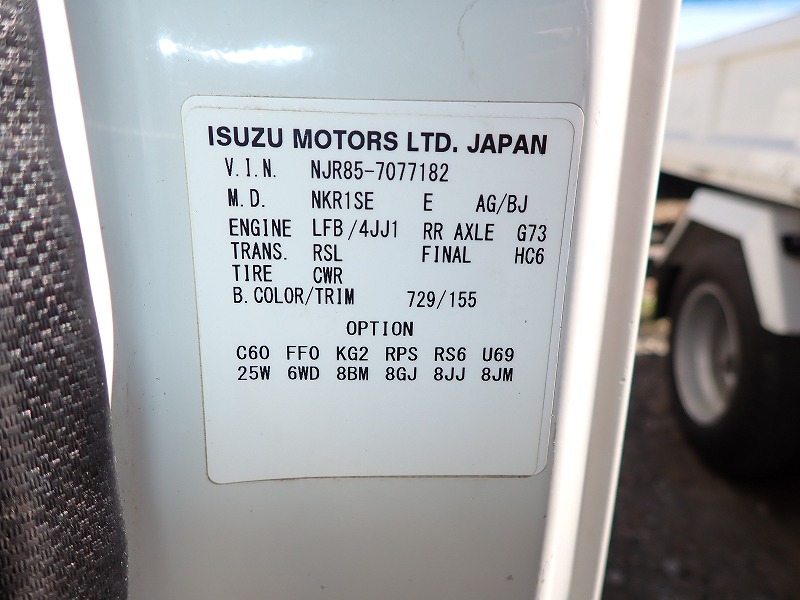 ISUZU MOTORS LTD. JAPAN
V.I.N. NJR85-7077182
M.D. NKR1SE E AG/BJ
ENGINE LFB/4JJ1 RR AXLE G73
TRANS. RSL FINAL HC6
TIRE CWR
B.COLOR/TRIM 729/155
OPTION
C60 FF0 KG2 RPS RS6 U69
25W 6WD 8BM 8GJ 8JJ 8JM